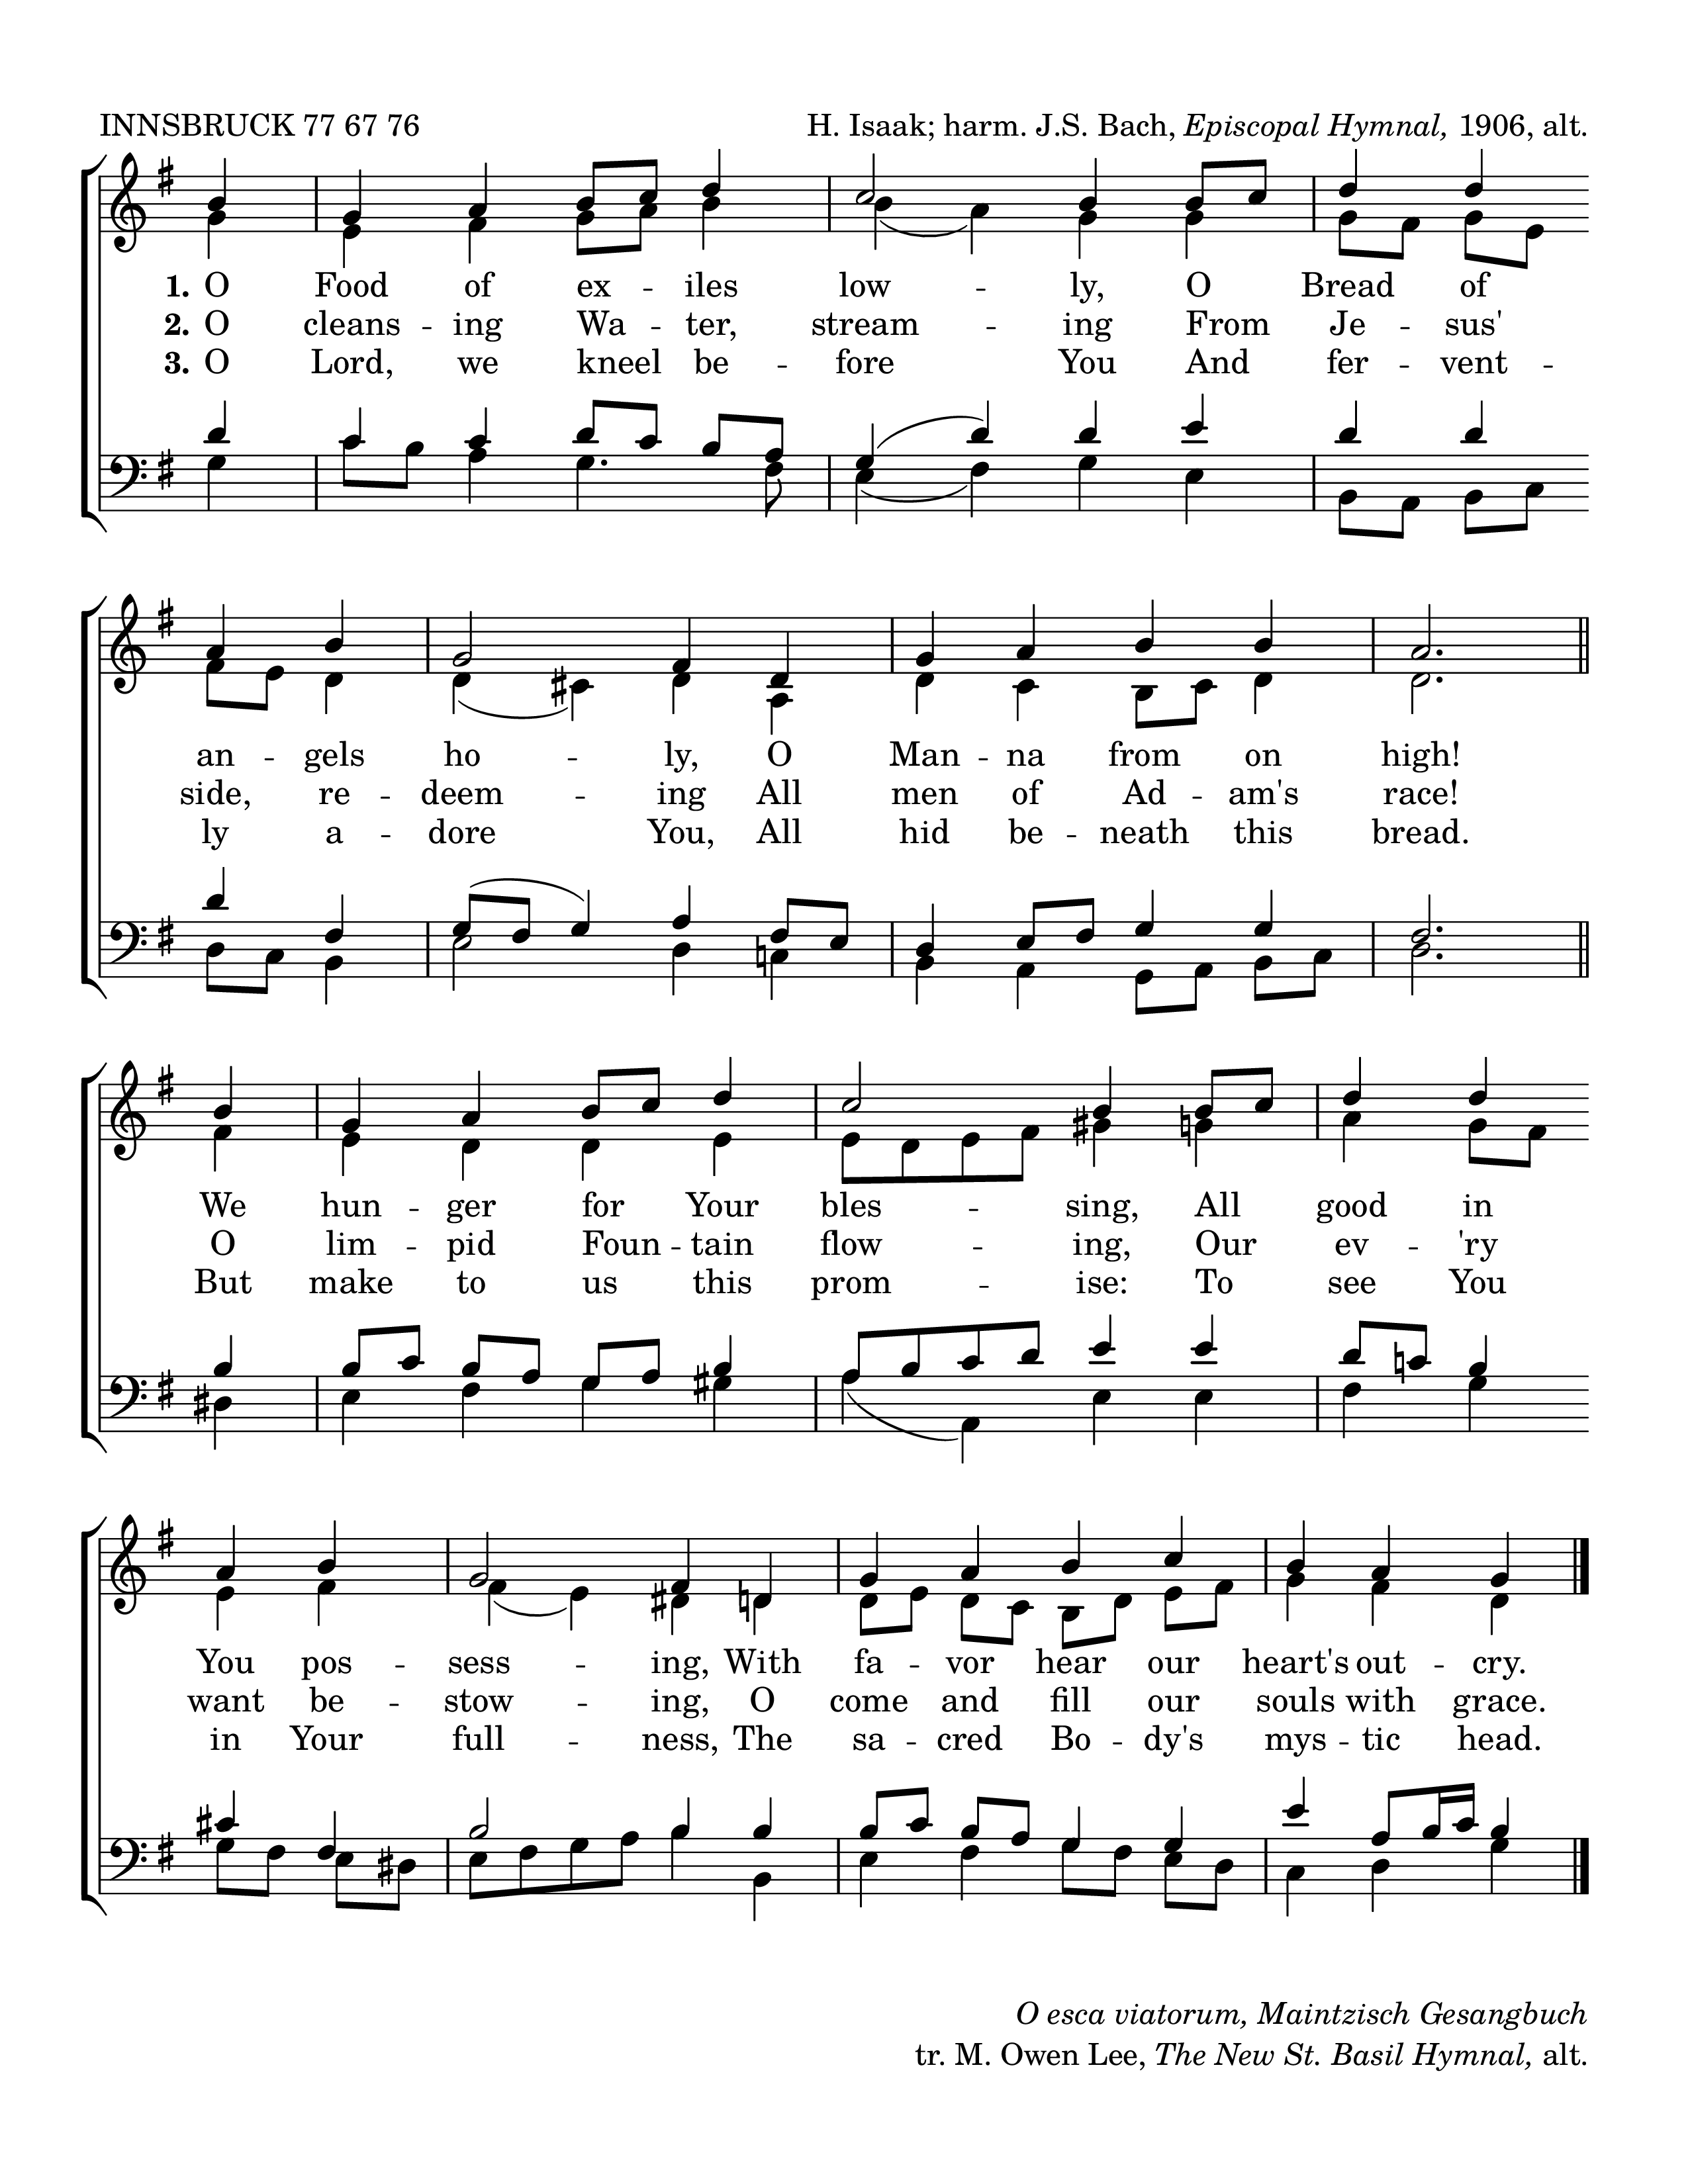 INNSBRUCK 77 67 76 H. Isaak; harm. J.S. Bach, Episcopal Hymnal, 1906, alt.
1. O Food of ex - iles low - ly, O Bread of
2. O cleans - ing Wa - ter, stream - ing From Je - sus'
3. O Lord, we kneel be - fore You And fer - vent -
an - gels ho - ly, O Man - na from on high!
side, re - deem - ing All men of Ad - am's race!
ly a - dore You, All hid be - neath this bread.
We hun - ger for Your bles - sing, All good in
O lim - pid Foun - tain flow - ing, Our ev - 'ry
But make to us this prom - ise: To see You
You pos - sess - ing, With fa - vor hear our heart's out - cry.
want be - stow - ing, O come and fill our souls with grace.
in Your full - ness, The sa - cred Bo - dy's mys - tic head.
O esca viatorum, Maintzisch Gesangbuch
tr. M. Owen Lee, The New St. Basil Hymnal, alt.